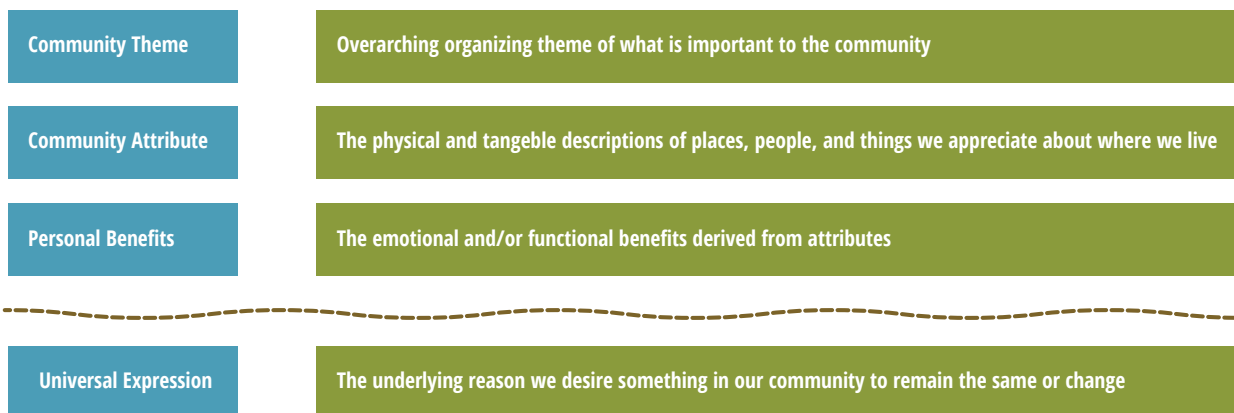 Community Theme
Overarching organizing theme of what is important to the community
Community Attribute
The physical and tangeble descriptions of places, people, and things we appreciate about where we live
Personal Benefits
The emotional and/or functional benefits derived from attributes
Universal Expression
The underlying reason we desire something in our community to remain the same or change